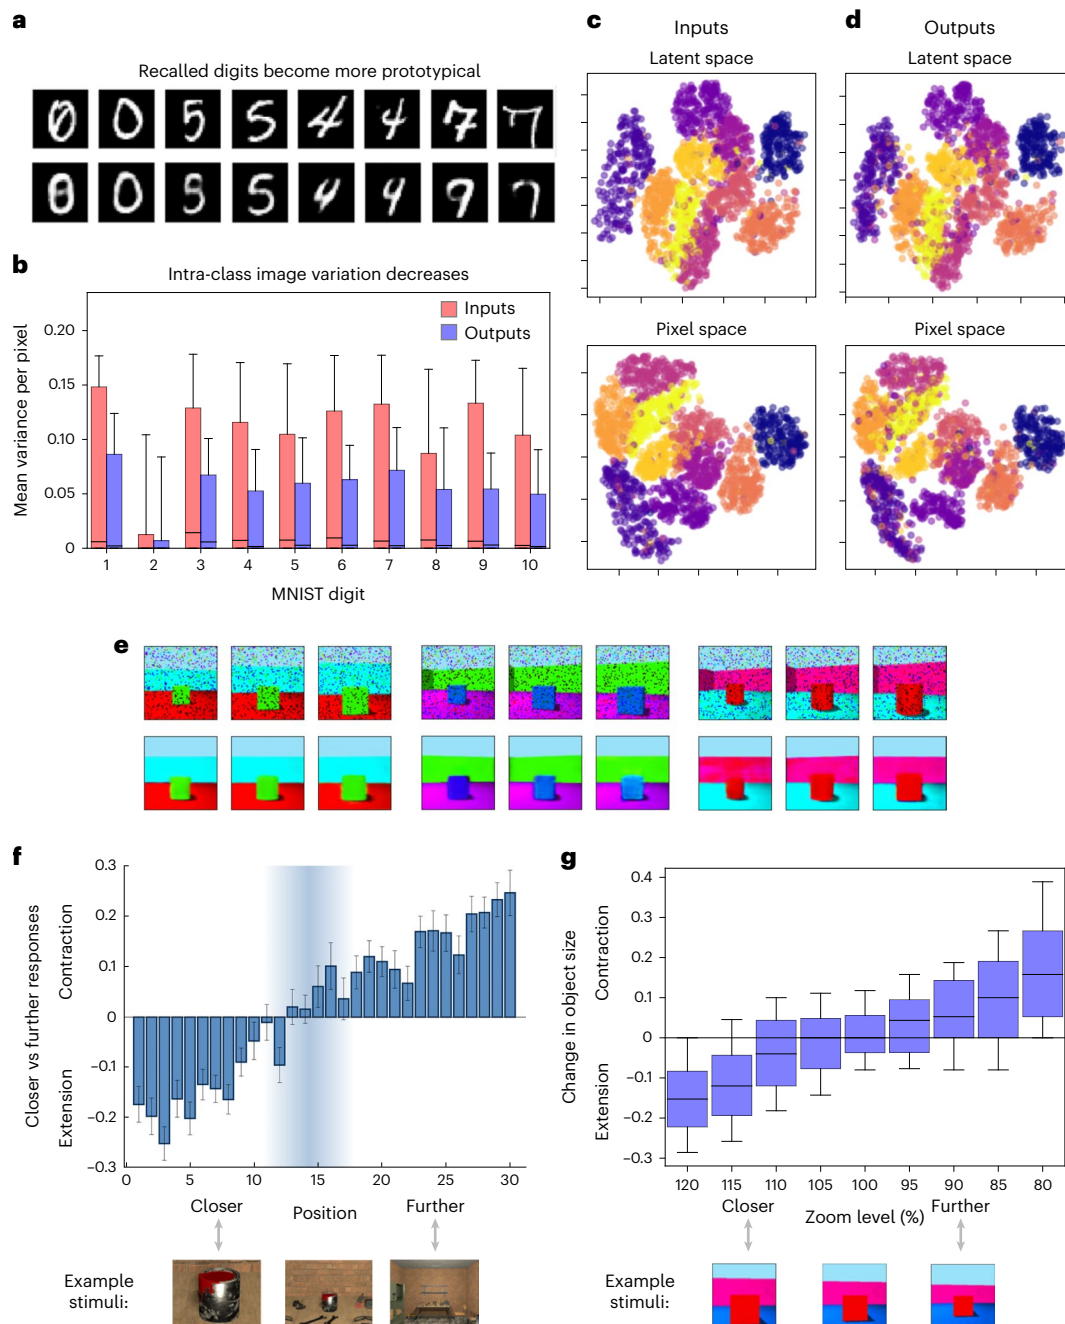 a
Recalled digits become more prototypical
b
Intra-class image variation decreases
Mean variance per pixel
0.20
0.15
0.10
0.05
0
Inputs
Outputs
1 2 3 4 5 6 7 8 9 10
MNIST digit
c
Inputs
Latent space
Pixel space
d
Outputs
Latent space
Pixel space
e
f
Closer vs further responses
Extension
Contraction
0.3
0.2
0.1
0
–0.1
–0.2
–0.3
0 5 10 15 20 25 30
Closer
Position
Further
Example
stimuli:
g
Change in object size
Extension
Contraction
0.4
0.3
0.2
0.1
0
–0.1
–0.2
–0.3
120 115 110 105 100 95 90 85 80
Closer
Zoom level (%)
Further
Example
stimuli: